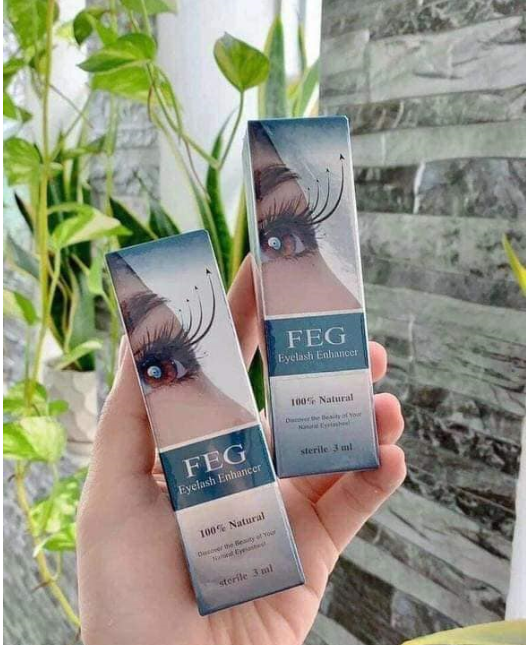 FEG
Eyelash Enhancer
100% Natural
Discover the Beauty of Your
Natural Eyelashes!
sterile 3 ml
FEG
Eyelash Enhancer
100% Natural
Discover the Beauty of Your
Natural Eyelashes!
sterile 3 ml